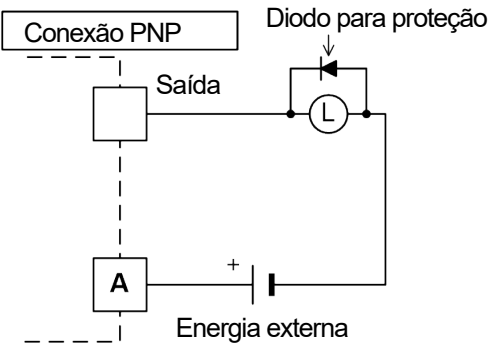 Conexão PNP
Diodo para proteção
Saída
L
A
+
Energia externa